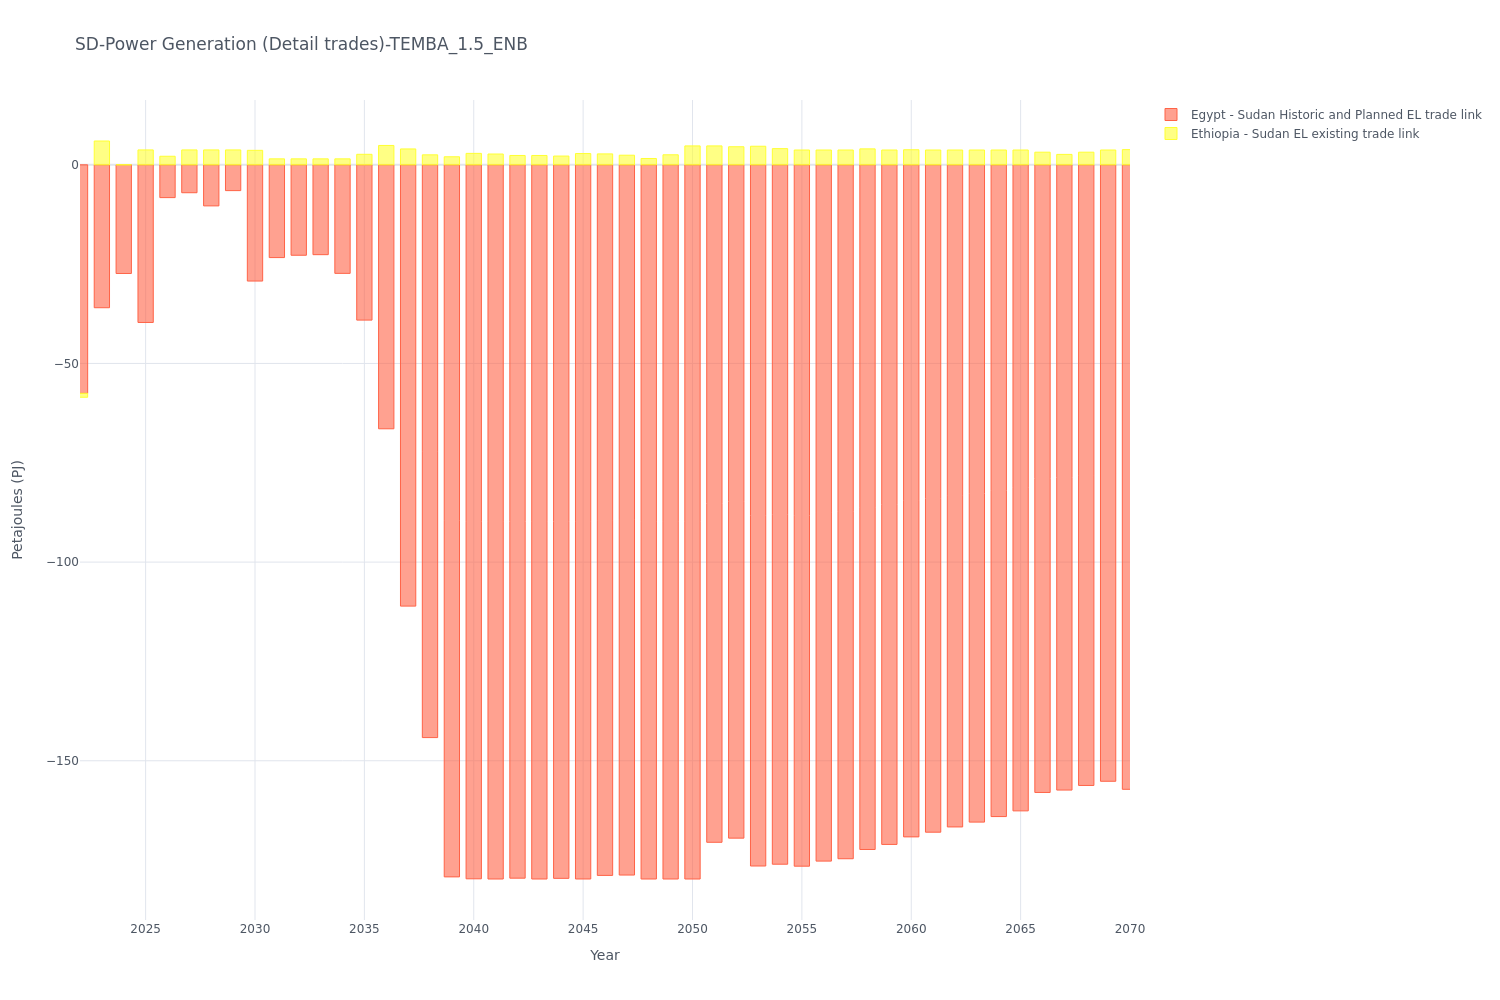 SD-Power Generation (Detail trades)-TEMBA_1.5_ENB
Egypt - Sudan Historic and Planned EL trade link
Ethiopia - Sudan EL existing trade link
0
−50
−100
−150
Petajoules (PJ)
2025
2030
2035
2040
2045
2050
2055
2060
2065
2070
Year